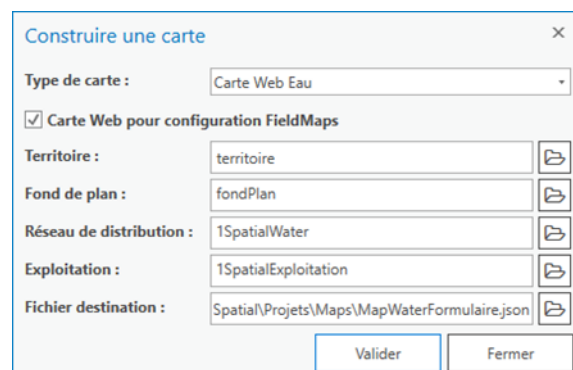 Construire une carte
Type de carte : Carte Web Eau
Carte Web pour configuration FieldMaps
Territoire : territoire
Fond de plan : fondPlan
Réseau de distribution : 1SpatialWater
Exploitation : 1SpatialExploitation
Fichier destination : Spatial\Projets\Maps\MapWaterFormulaire.json
Valider Fermer